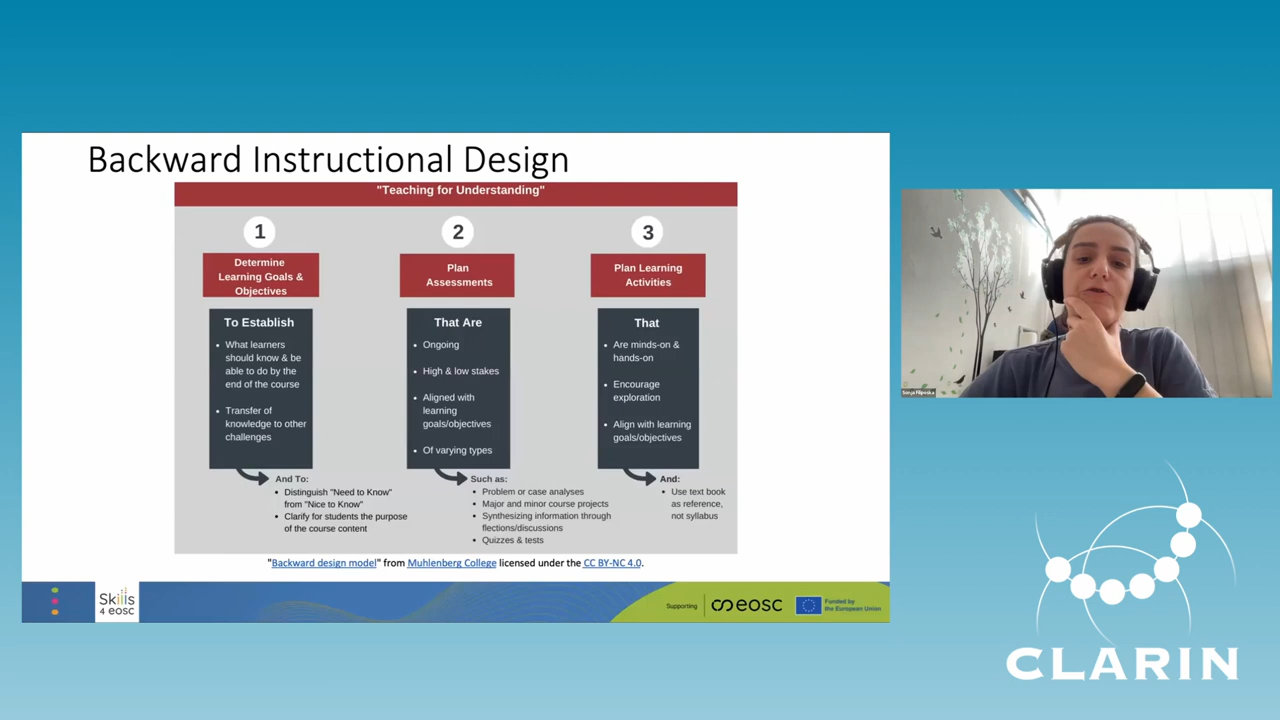 Backward Instructional Design
"Teaching for Understanding"
1
Determine
Learning Goals &
Objectives
To Establish
• What learners
should know & be
able to do by the
end of the course
• Transfer of
knowledge to other
challenges
And To:
• Distinguish "Need to Know"
from "Nice to Know"
• Clarify for students the purpose
of the course content
2
Plan
Assessments
That Are
• Ongoing
• High & low stakes
• Aligned with
learning
goals/objectives
• Of varying types
Such as:
• Problem or case analyses
• Major and minor course projects
• Synthesizing information through
flections/discussions
• Quizzes & tests
3
Plan Learning
Activities
That
• Are minds-on &
hands-on
• Encourage
exploration
• Align with learning
goals/objectives
And:
• Use text book
as reference,
not syllabus
"Backward design model" from Muhlenberg College licensed under the CC BY-NC 4.0.
Skills
4 eosc
Supporting
eosc
Funded by
the European Union
Sonja Filiposka
CLARIN